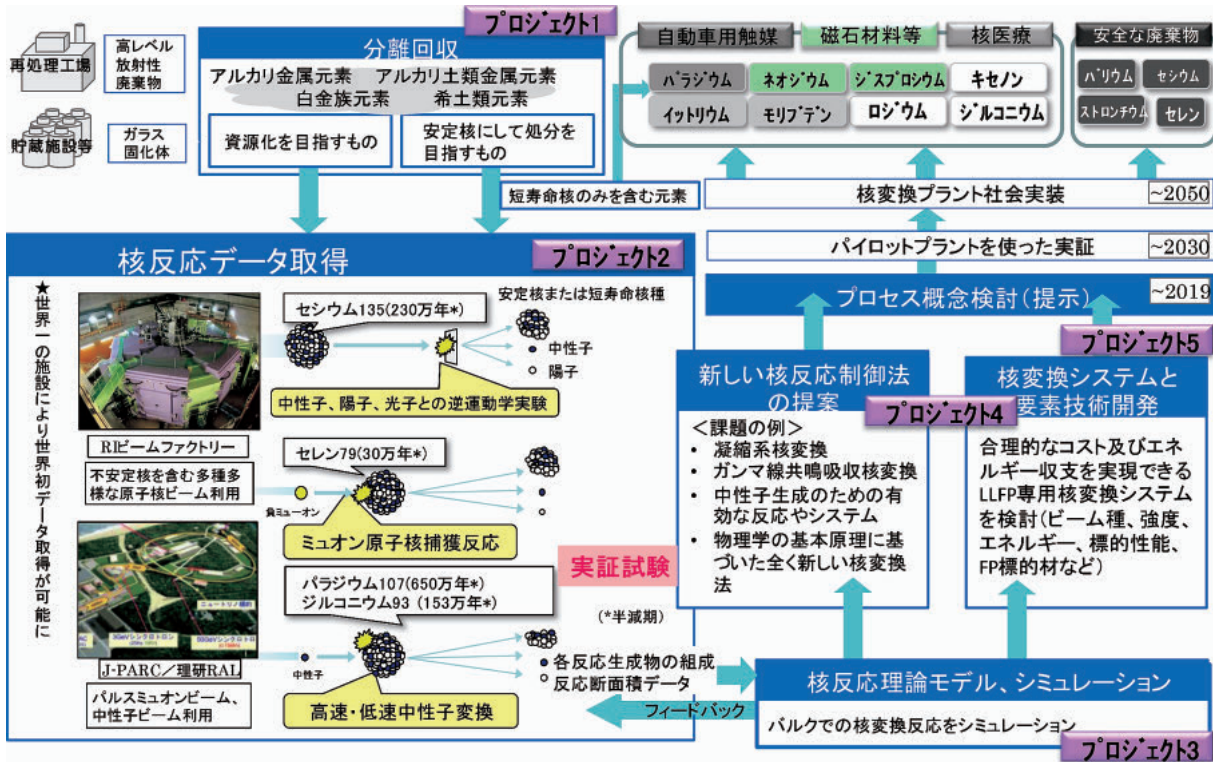 再処理工場
高レベル
放射性
廃棄物
貯蔵施設等
ガラス
固化体
プロジェクト1
分離回収
アルカリ金属元素
アルカリ土類金属元素
白金族元素
希土類元素
資源化を目指すもの
安定核にして処分を
目指すもの
短寿命核のみを含む元素
自動車用触媒
磁石材料等
核医療
パラジウム
ネオジウム
ジスプロシウム
キセノン
イットリウム
モリブデン
ロジウム
ジルコニウム
安全な廃棄物
バリウム
セシウム
ストロンチウム
セレン
核変換プラント社会実装
~2050
パイロットプラントを使った実証
~2030
プロセス概念検討(提示)
~2019
プロジェクト2
核反応データ取得
★世界一の施設により世界初データ取得が可能に
RIビームファクトリー
不安定核を含む多種多
様な原子核ビーム利用
セシウム135(230万年*)
安定核または短寿命核種
中性子
陽子
中性子、陽子、光子との逆運動学実験
セレン79(30万年*)
負ミューオン
ミュオン原子核捕獲反応
ニュートリノ
3GeVシンクロトロン
50GeVシンクロトロン
J-PARC/理研RAL
パルスミュオンビーム、
中性子ビーム利用
パラジウム107(650万年*)
ジルコニウム93 (153万年*)
中性子
高速・低速中性子変換
実証試験
(*半減期)
各反応生成物の組成
反応断面積データ
フィードバック
新しい核反応制御法
の提案
プロジェクト4
<課題の例>
• 凝縮系核変換
• ガンマ線共鳴吸収核変換
• 中性子生成のための有
効な反応やシステム
• 物理学の基本原理に基
づいた全く新しい核変換
法
プロジェクト5
核変換システムと
要素技術開発
合理的なコスト及びエネ
ルギー収支を実現できる
LLFP専用核変換システム
を検討(ビーム種、強度、
エネルギー、標的性能、
FP標的材など)
核反応理論モデル、シミュレーション
バルクでの核変換反応をシミュレーション
プロジェクト3